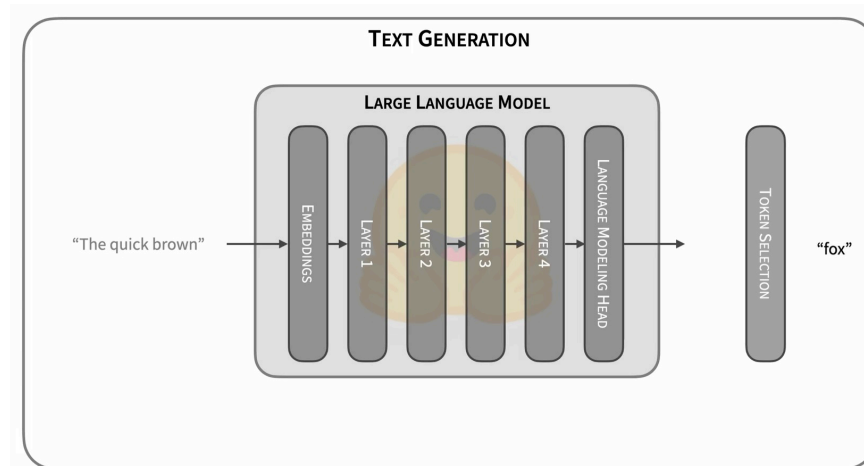 TEXT GENERATION
LARGE LANGUAGE MODEL
“The quick brown”
EMBEDDINGS
LAYER 1
LAYER 2
LAYER 3
LAYER 4
LANGUAGE MODELING HEAD
TOKEN SELECTION
“fox”